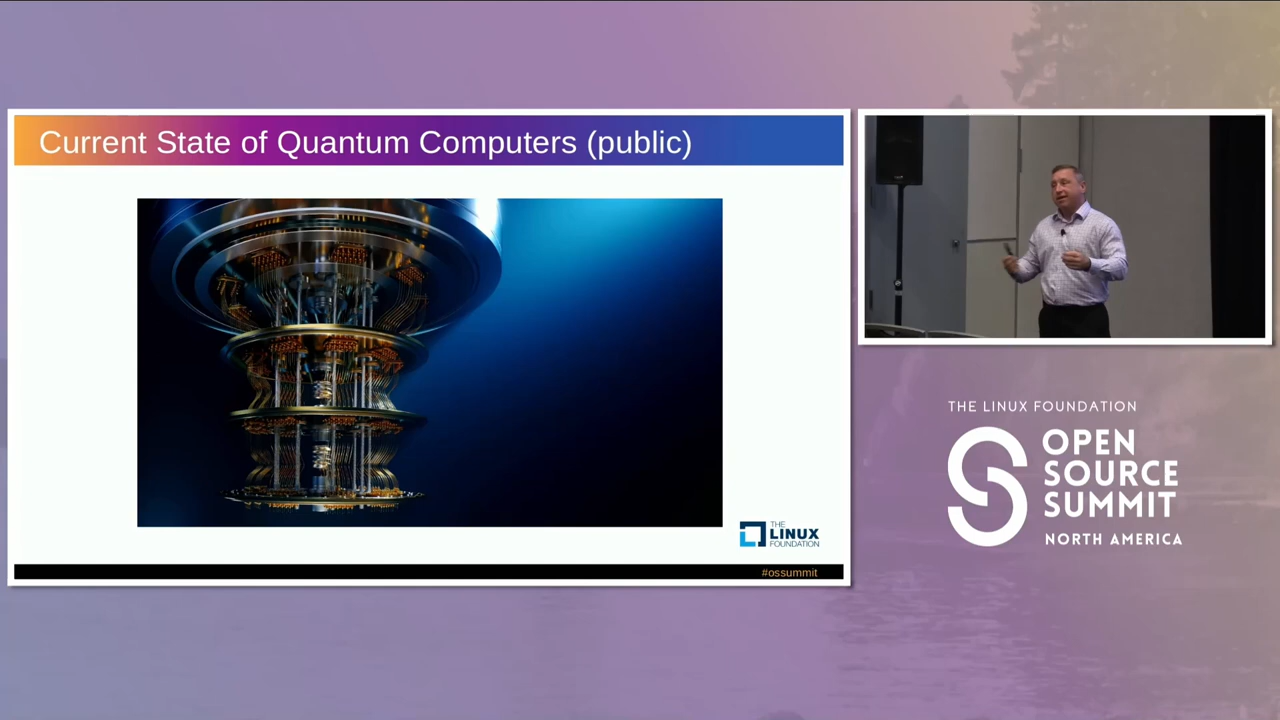 Current State of Quantum Computers (public)
THE
LINUX
FOUNDATION
#ossummit
THE LINUX FOUNDATION
OPEN
SOURCE
SUMMIT
NORTH AMERICA